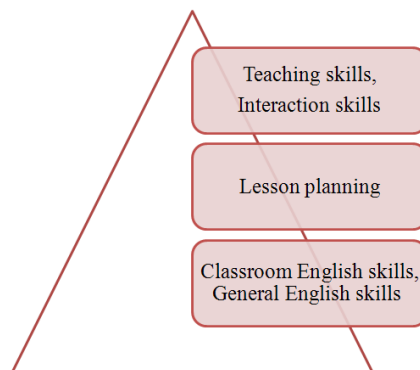 Teaching skills,
Interaction skills
Lesson planning
Classroom English skills,
General English skills